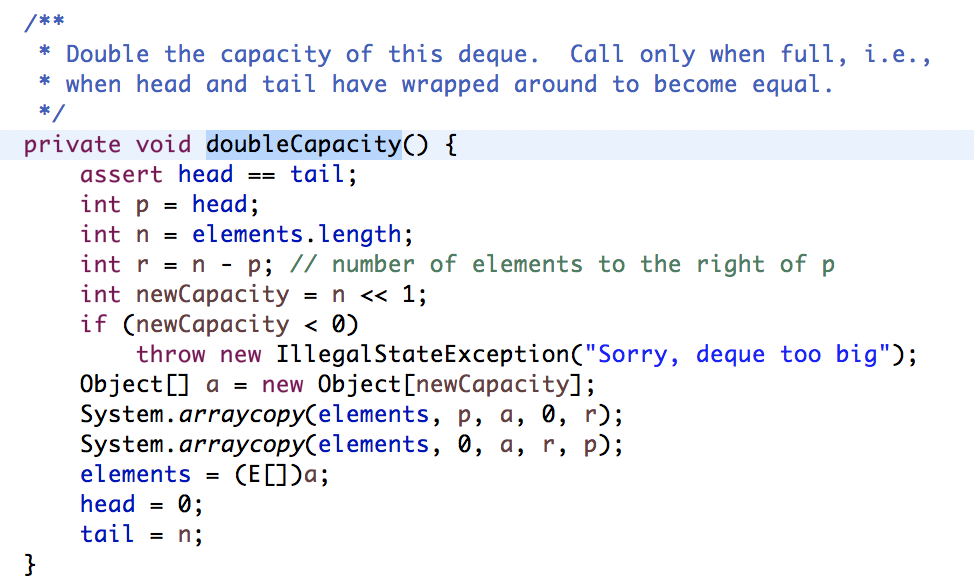 /**
 * Double the capacity of this deque.  Call only when full, i.e.,
 * when head and tail have wrapped around to become equal.
 */
private void doubleCapacity() {
    assert head == tail;
    int p = head;
    int n = elements.length;
    int r = n - p; // number of elements to the right of p
    int newCapacity = n << 1;
    if (newCapacity < 0)
        throw new IllegalStateException("Sorry, deque too big");
    Object[] a = new Object[newCapacity];
    System.arraycopy(elements, p, a, 0, r);
    System.arraycopy(elements, 0, a, r, p);
    elements = (E[])a;
    head = 0;
    tail = n;
}